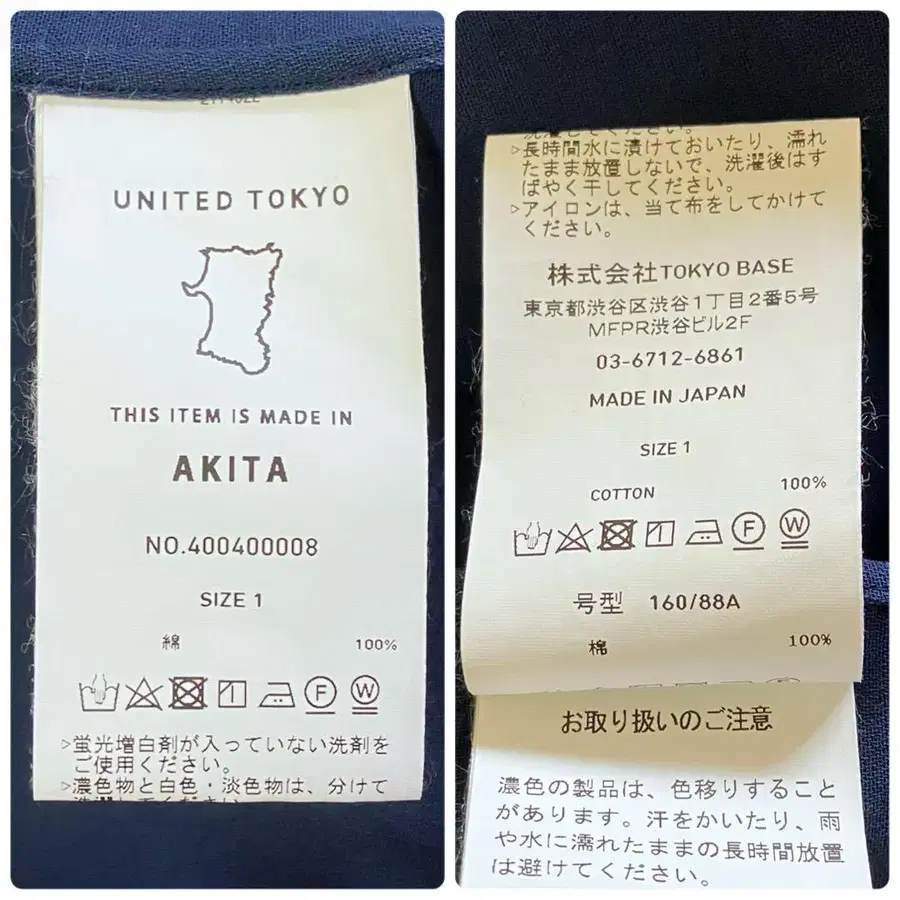 UNITED TOKYO
THIS ITEM IS MADE IN
AKITA
NO.400400008
SIZE 1
綿 100%
F W
▷蛍光増白剤が入っていない洗剤を
ご使用ください。
▷濃色物と白色・淡色物は、分けて
▷長時間水に漬けておいたり、濡れ
たまま放置しないで、洗濯後はす
ばやく干してください。
▷アイロンは、当て布をしてかけて
ください。
株式会社TOKYO BASE
東京都渋谷区渋谷1丁目2番5号
MFPR渋谷ビル2F
03-6712-6861
MADE IN JAPAN
SIZE 1
COTTON 100%
F W
号型 160/88A
棉 100%
お取り扱いのご注意
濃色の製品は、色移りすること
があります。汗をかいたり、雨
や水に濡れたままの長時間放置
は避けてください。